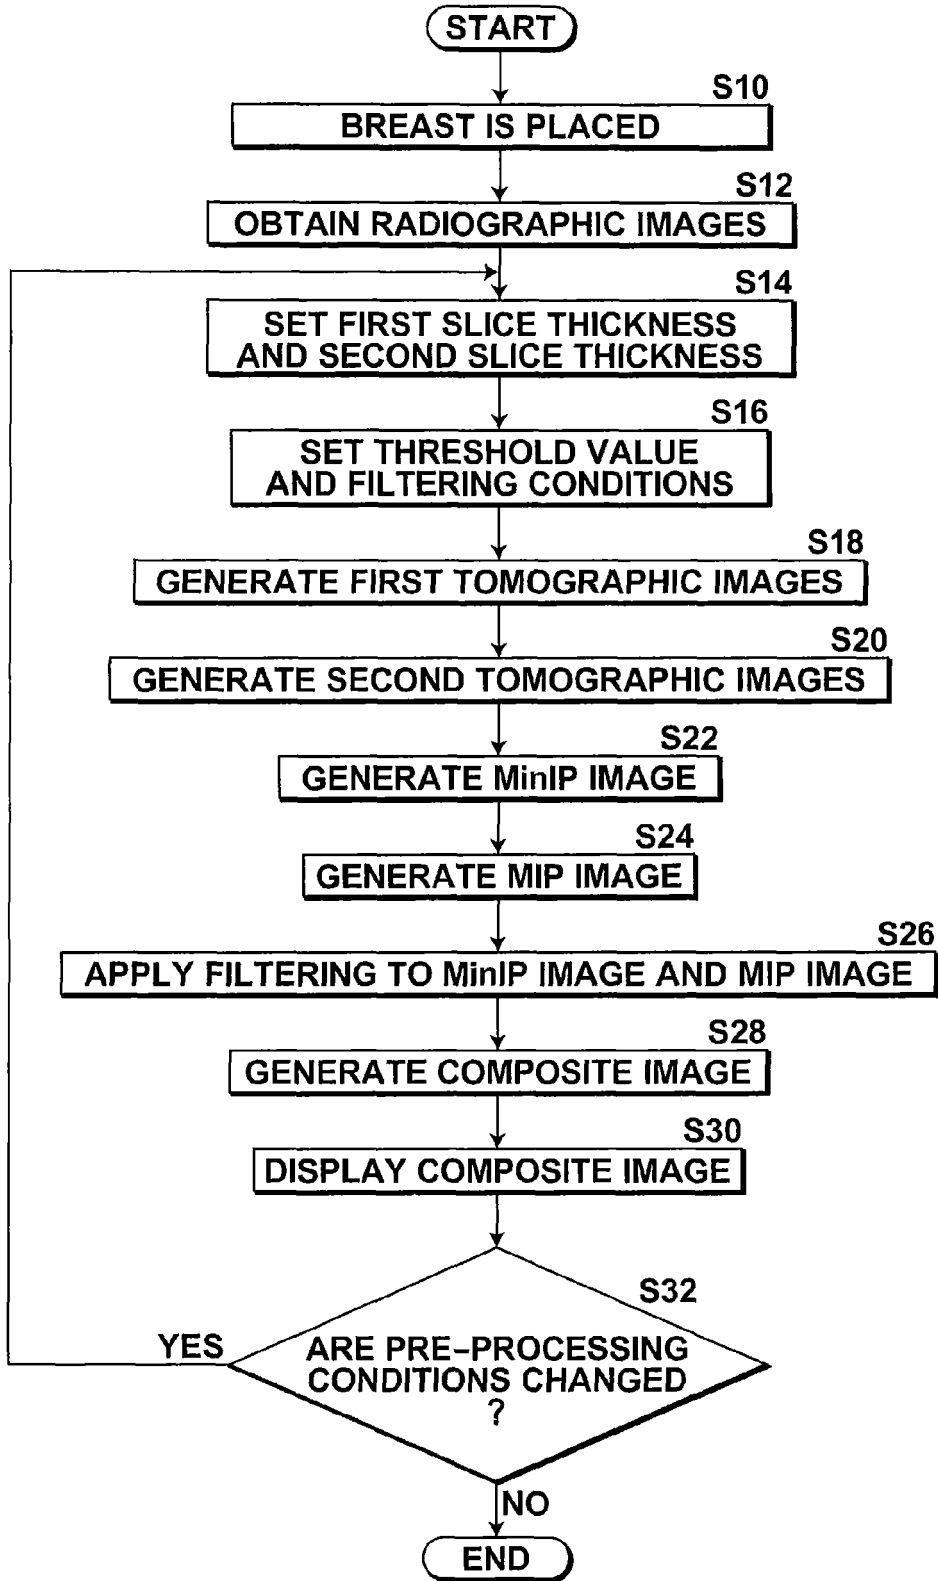 START
S10
BREAST IS PLACED
S12
OBTAIN RADIOGRAPHIC IMAGES
S14
SET FIRST SLICE THICKNESS
AND SECOND SLICE THICKNESS
S16
SET THRESHOLD VALUE
AND FILTERING CONDITIONS
S18
GENERATE FIRST TOMOGRAPHIC IMAGES
S20
GENERATE SECOND TOMOGRAPHIC IMAGES
S22
GENERATE MinIP IMAGE
S24
GENERATE MIP IMAGE
S26
APPLY FILTERING TO MinIP IMAGE AND MIP IMAGE
S28
GENERATE COMPOSITE IMAGE
S30
DISPLAY COMPOSITE IMAGE
S32
YES
ARE PRE-PROCESSING
CONDITIONS CHANGED
?
NO
END